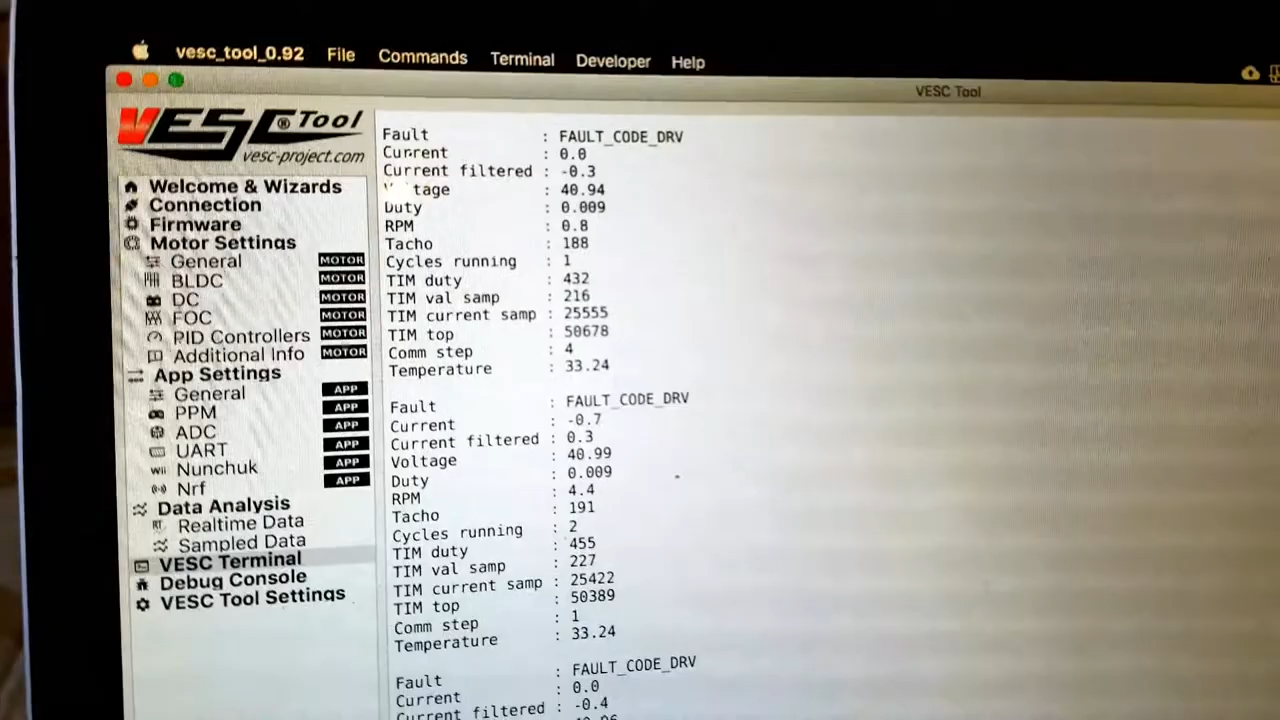 vesc_tool_0.92 File Commands Terminal Developer Help
VESC Tool
VESC® Tool
vesc-project.com
Welcome & Wizards
Connection
Firmware
Motor Settings
General MOTOR
BLDC MOTOR
DC MOTOR
FOC MOTOR
PID Controllers MOTOR
Additional Info MOTOR
App Settings
General APP
PPM APP
ADC APP
UART APP
Nunchuk APP
Nrf APP
Data Analysis
RT Realtime Data
Sampled Data
VESC Terminal
Debug Console
VESC Tool Settings
Fault : FAULT_CODE_DRV
Current : 0.0
Current filtered : -0.3
tage : 40.94
Duty : 0.009
RPM : 0.8
Tacho : 188
Cycles running : 1
TIM duty : 432
TIM val samp : 216
TIM current samp : 25555
TIM top : 50678
Comm step : 4
Temperature : 33.24
Fault : FAULT_CODE_DRV
Current : -0.7
Current filtered : 0.3
Voltage : 40.99
Duty : 0.009
RPM : 4.4
Tacho : 191
Cycles running : 2
TIM duty : 455
TIM val samp : 227
TIM current samp : 25422
TIM top : 50389
Comm step : 1
Temperature : 33.24
Fault : FAULT_CODE_DRV
Current : 0.0
Current filtered : -0.4